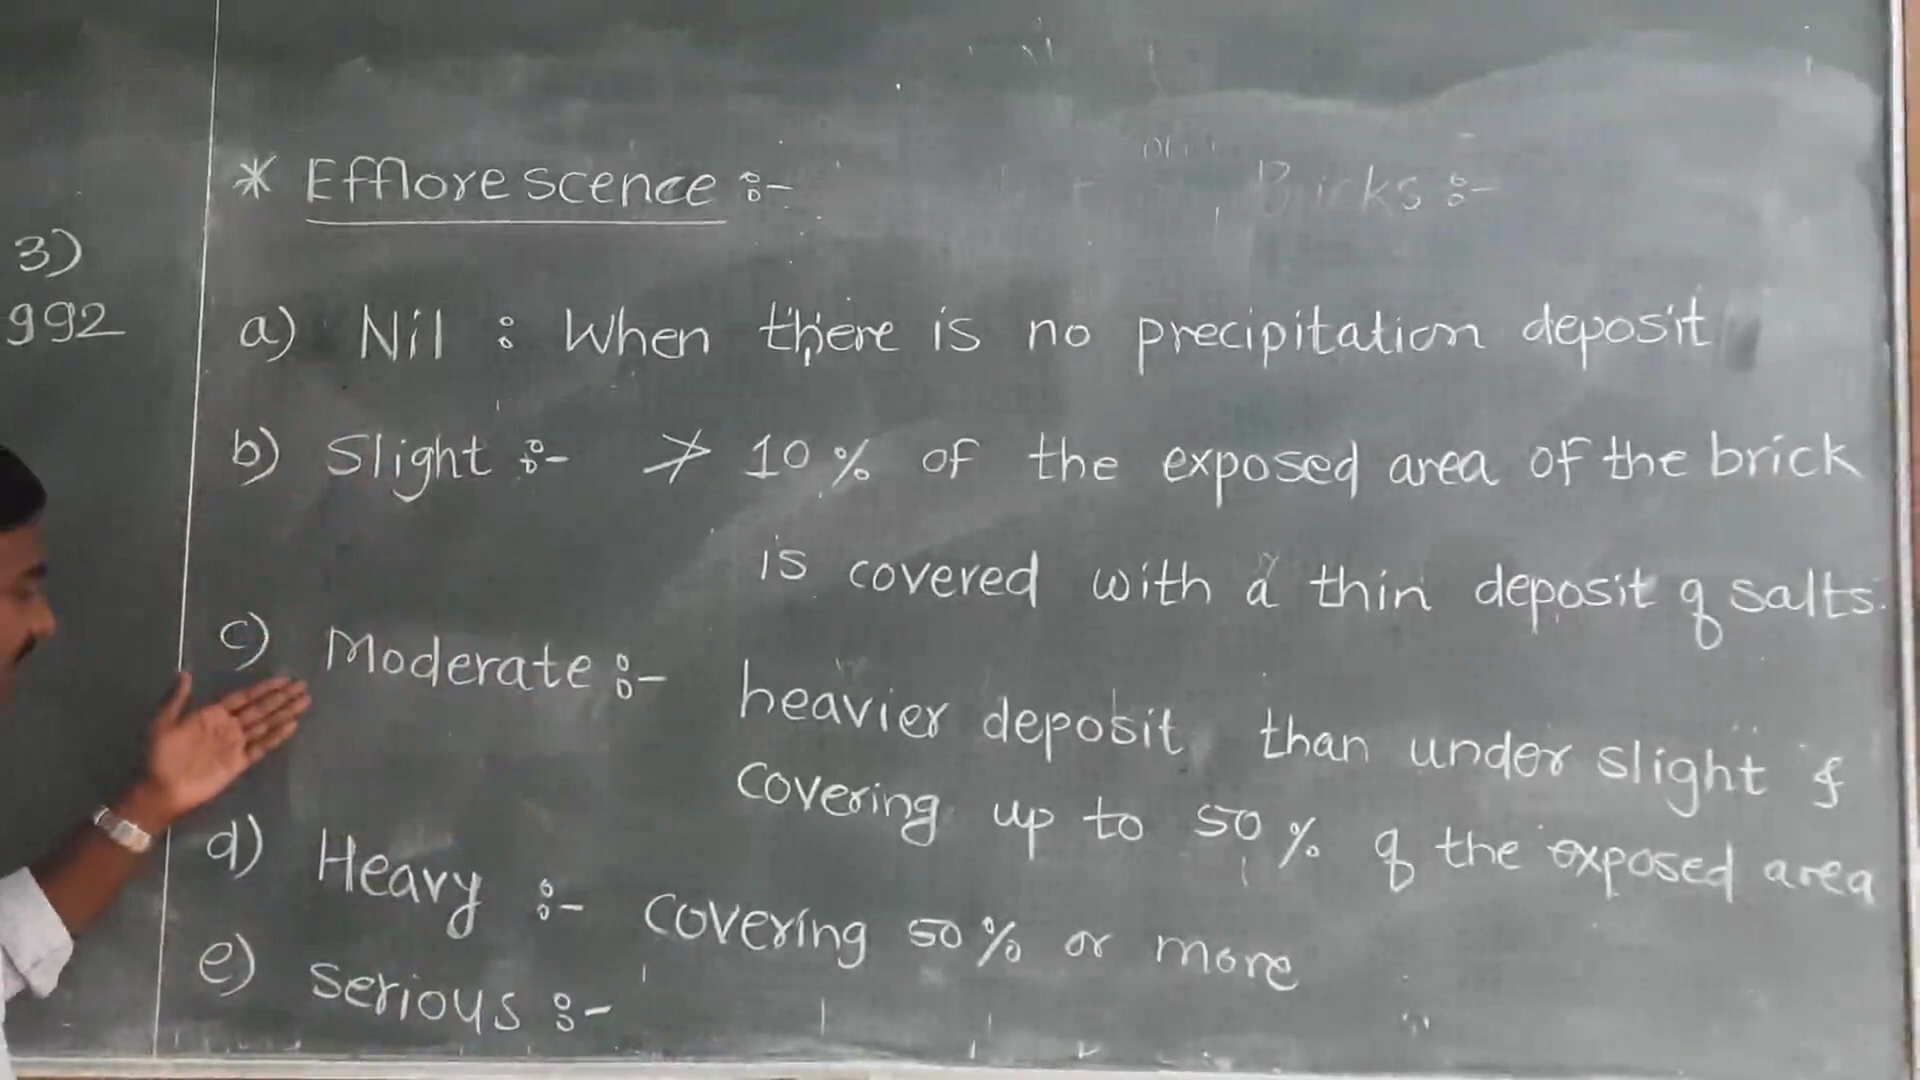 3)
992
* Efflorescence :-
Bricks :-
a) Nil : When there is no precipitation deposit
b) Slight :- ≯ 10% of the exposed area of the brick
is covered with a thin deposit of salts.
c) Moderate :- heavier deposit than under slight &
covering up to 50% of the exposed area
d) Heavy :- covering 50% or more
e) serious :-